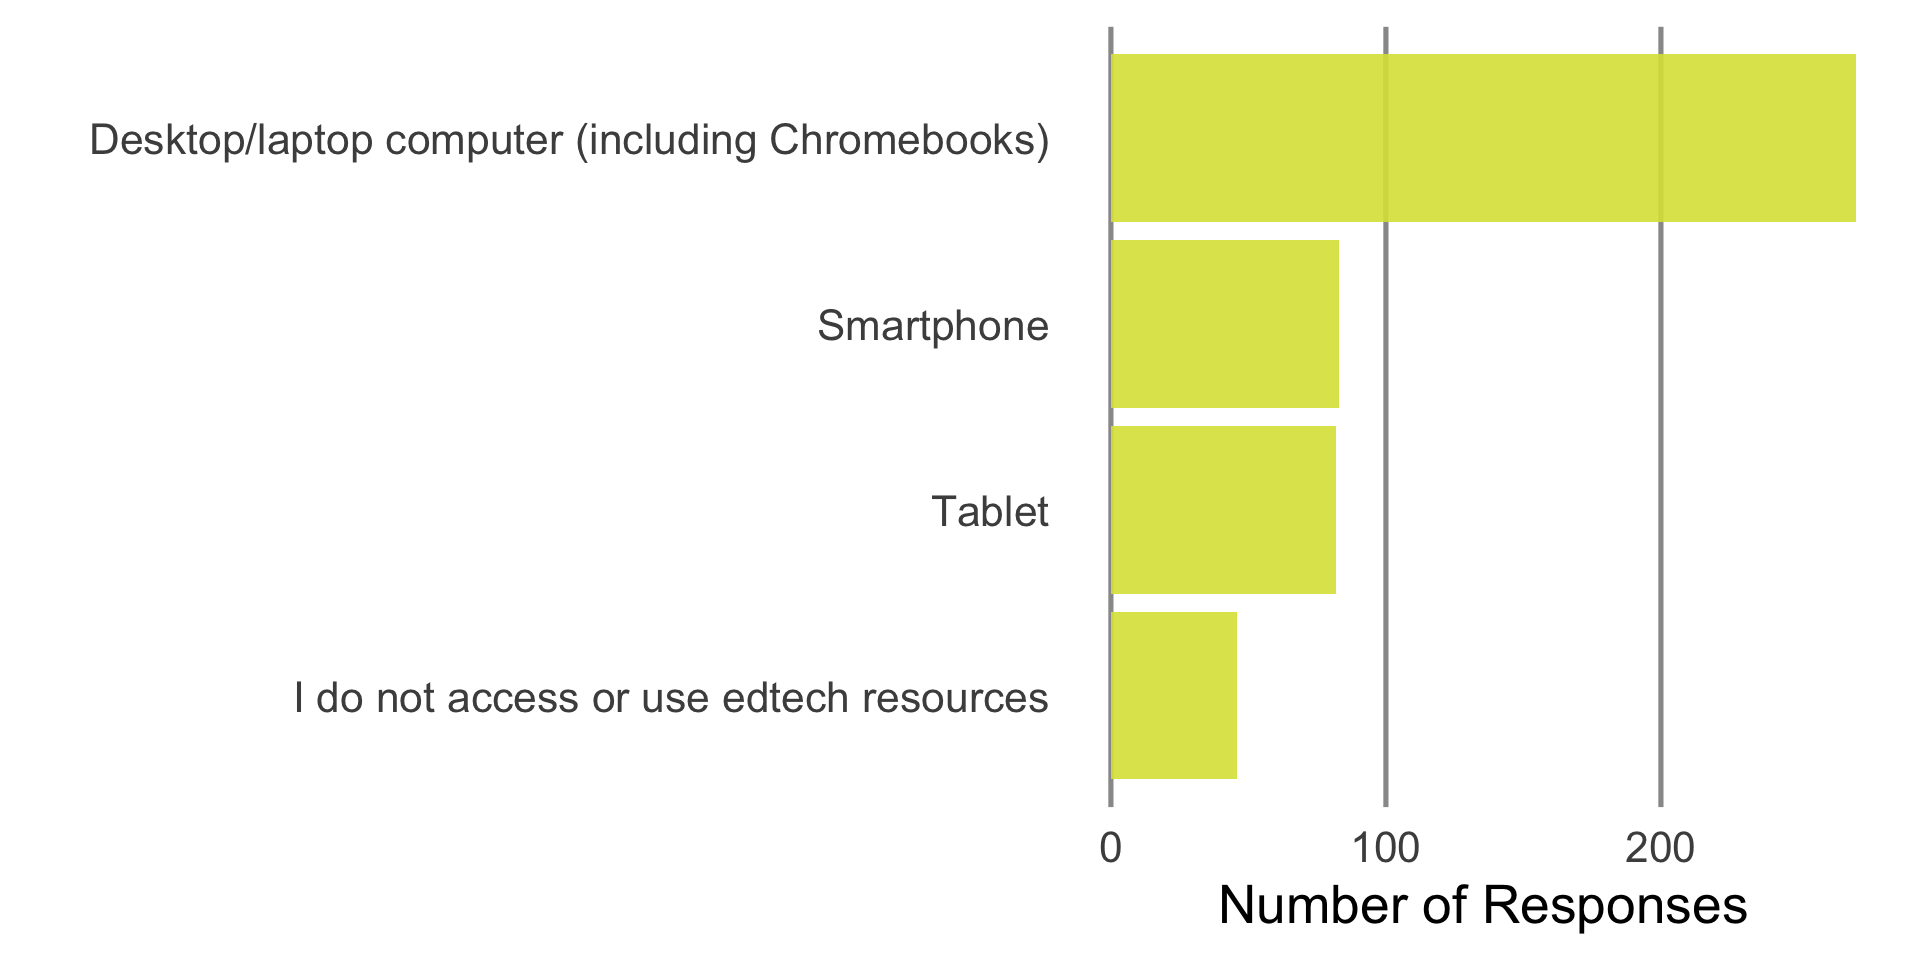 Desktop/laptop computer (including Chromebooks)
Smartphone
Tablet
I do not access or use edtech resources
0 100 200
Number of Responses